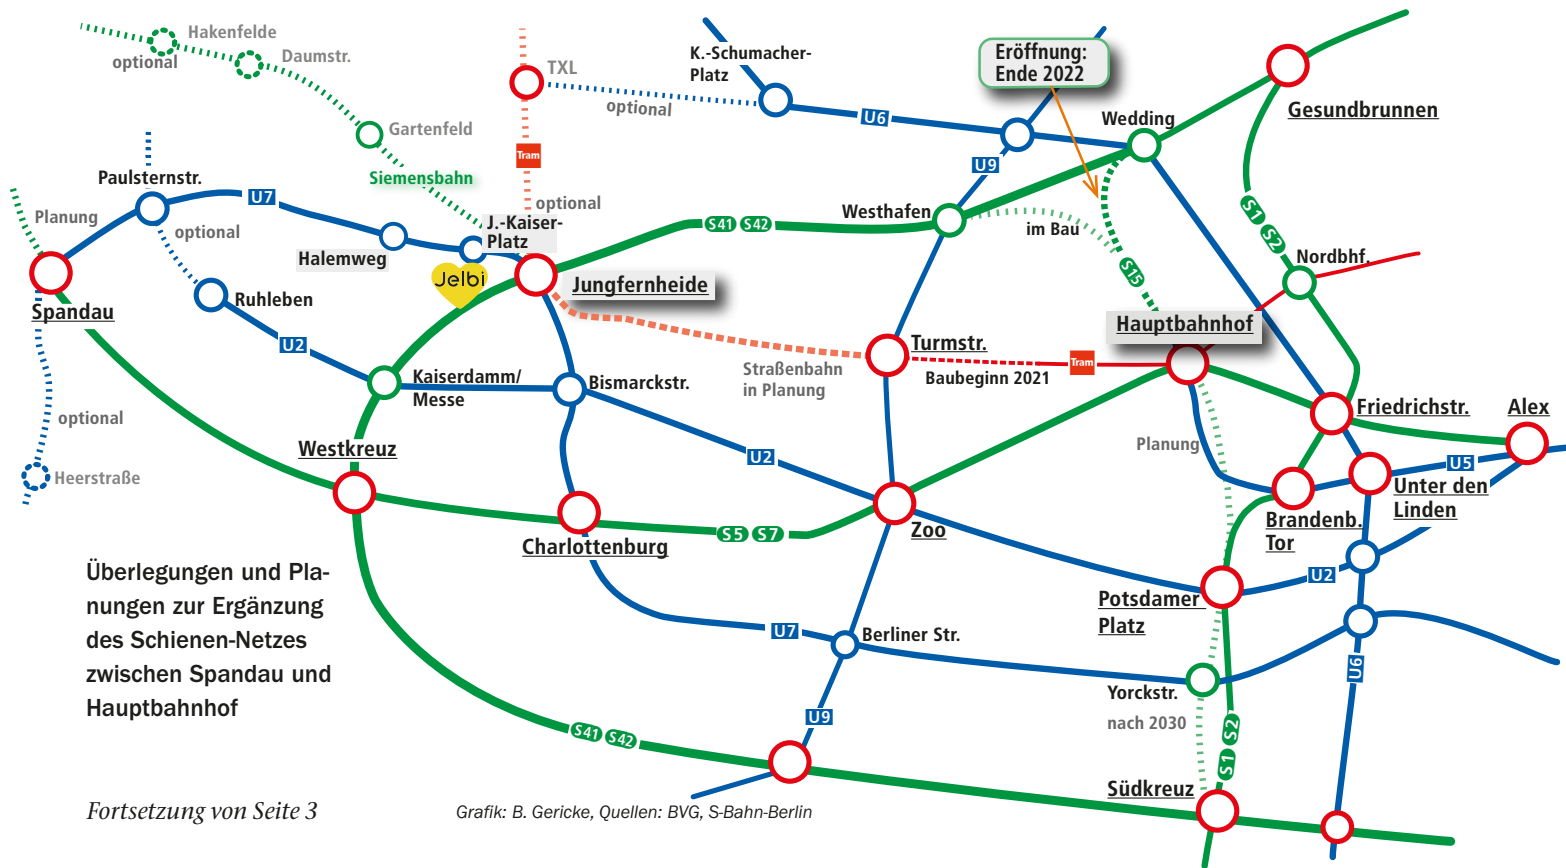 Hakenfelde
optional
Daumstr.
TXL
optional
K.-Schumacher-
Platz
Eröffnung:
Ende 2022
Gesundbrunnen
U6
Wedding
Gartenfeld
Tram
U9
Siemensbahn
Paulsternstr.
U7
optional
Planung
optional
J.-Kaiser-
Platz
Halemweg
S41 S42
Westhafen
im Bau
S1
S2
S15
Nordbhf.
Jelbi
Jungfernheide
Spandau
Ruhleben
U2
Hauptbahnhof
Turmstr.
Straßenbahn
in Planung
Baubeginn 2021
Tram
Kaiserdamm/
Messe
Bismarckstr.
Friedrichstr.
Alex
optional
Westkreuz
U2
Planung
U5
Heerstraße
Unter den
Linden
Brandenb.
Tor
Charlottenburg
S5 S7
Zoo
U2
Potsdamer
Platz
Überlegungen und Pla-
nungen zur Ergänzung
des Schienen-Netzes
zwischen Spandau und
Hauptbahnhof
U7
Berliner Str.
U6
Yorckstr.
nach 2030
U9
S41 S42
S1 S2
Südkreuz
Fortsetzung von Seite 3
Grafik: B. Gericke, Quellen: BVG, S-Bahn-Berlin